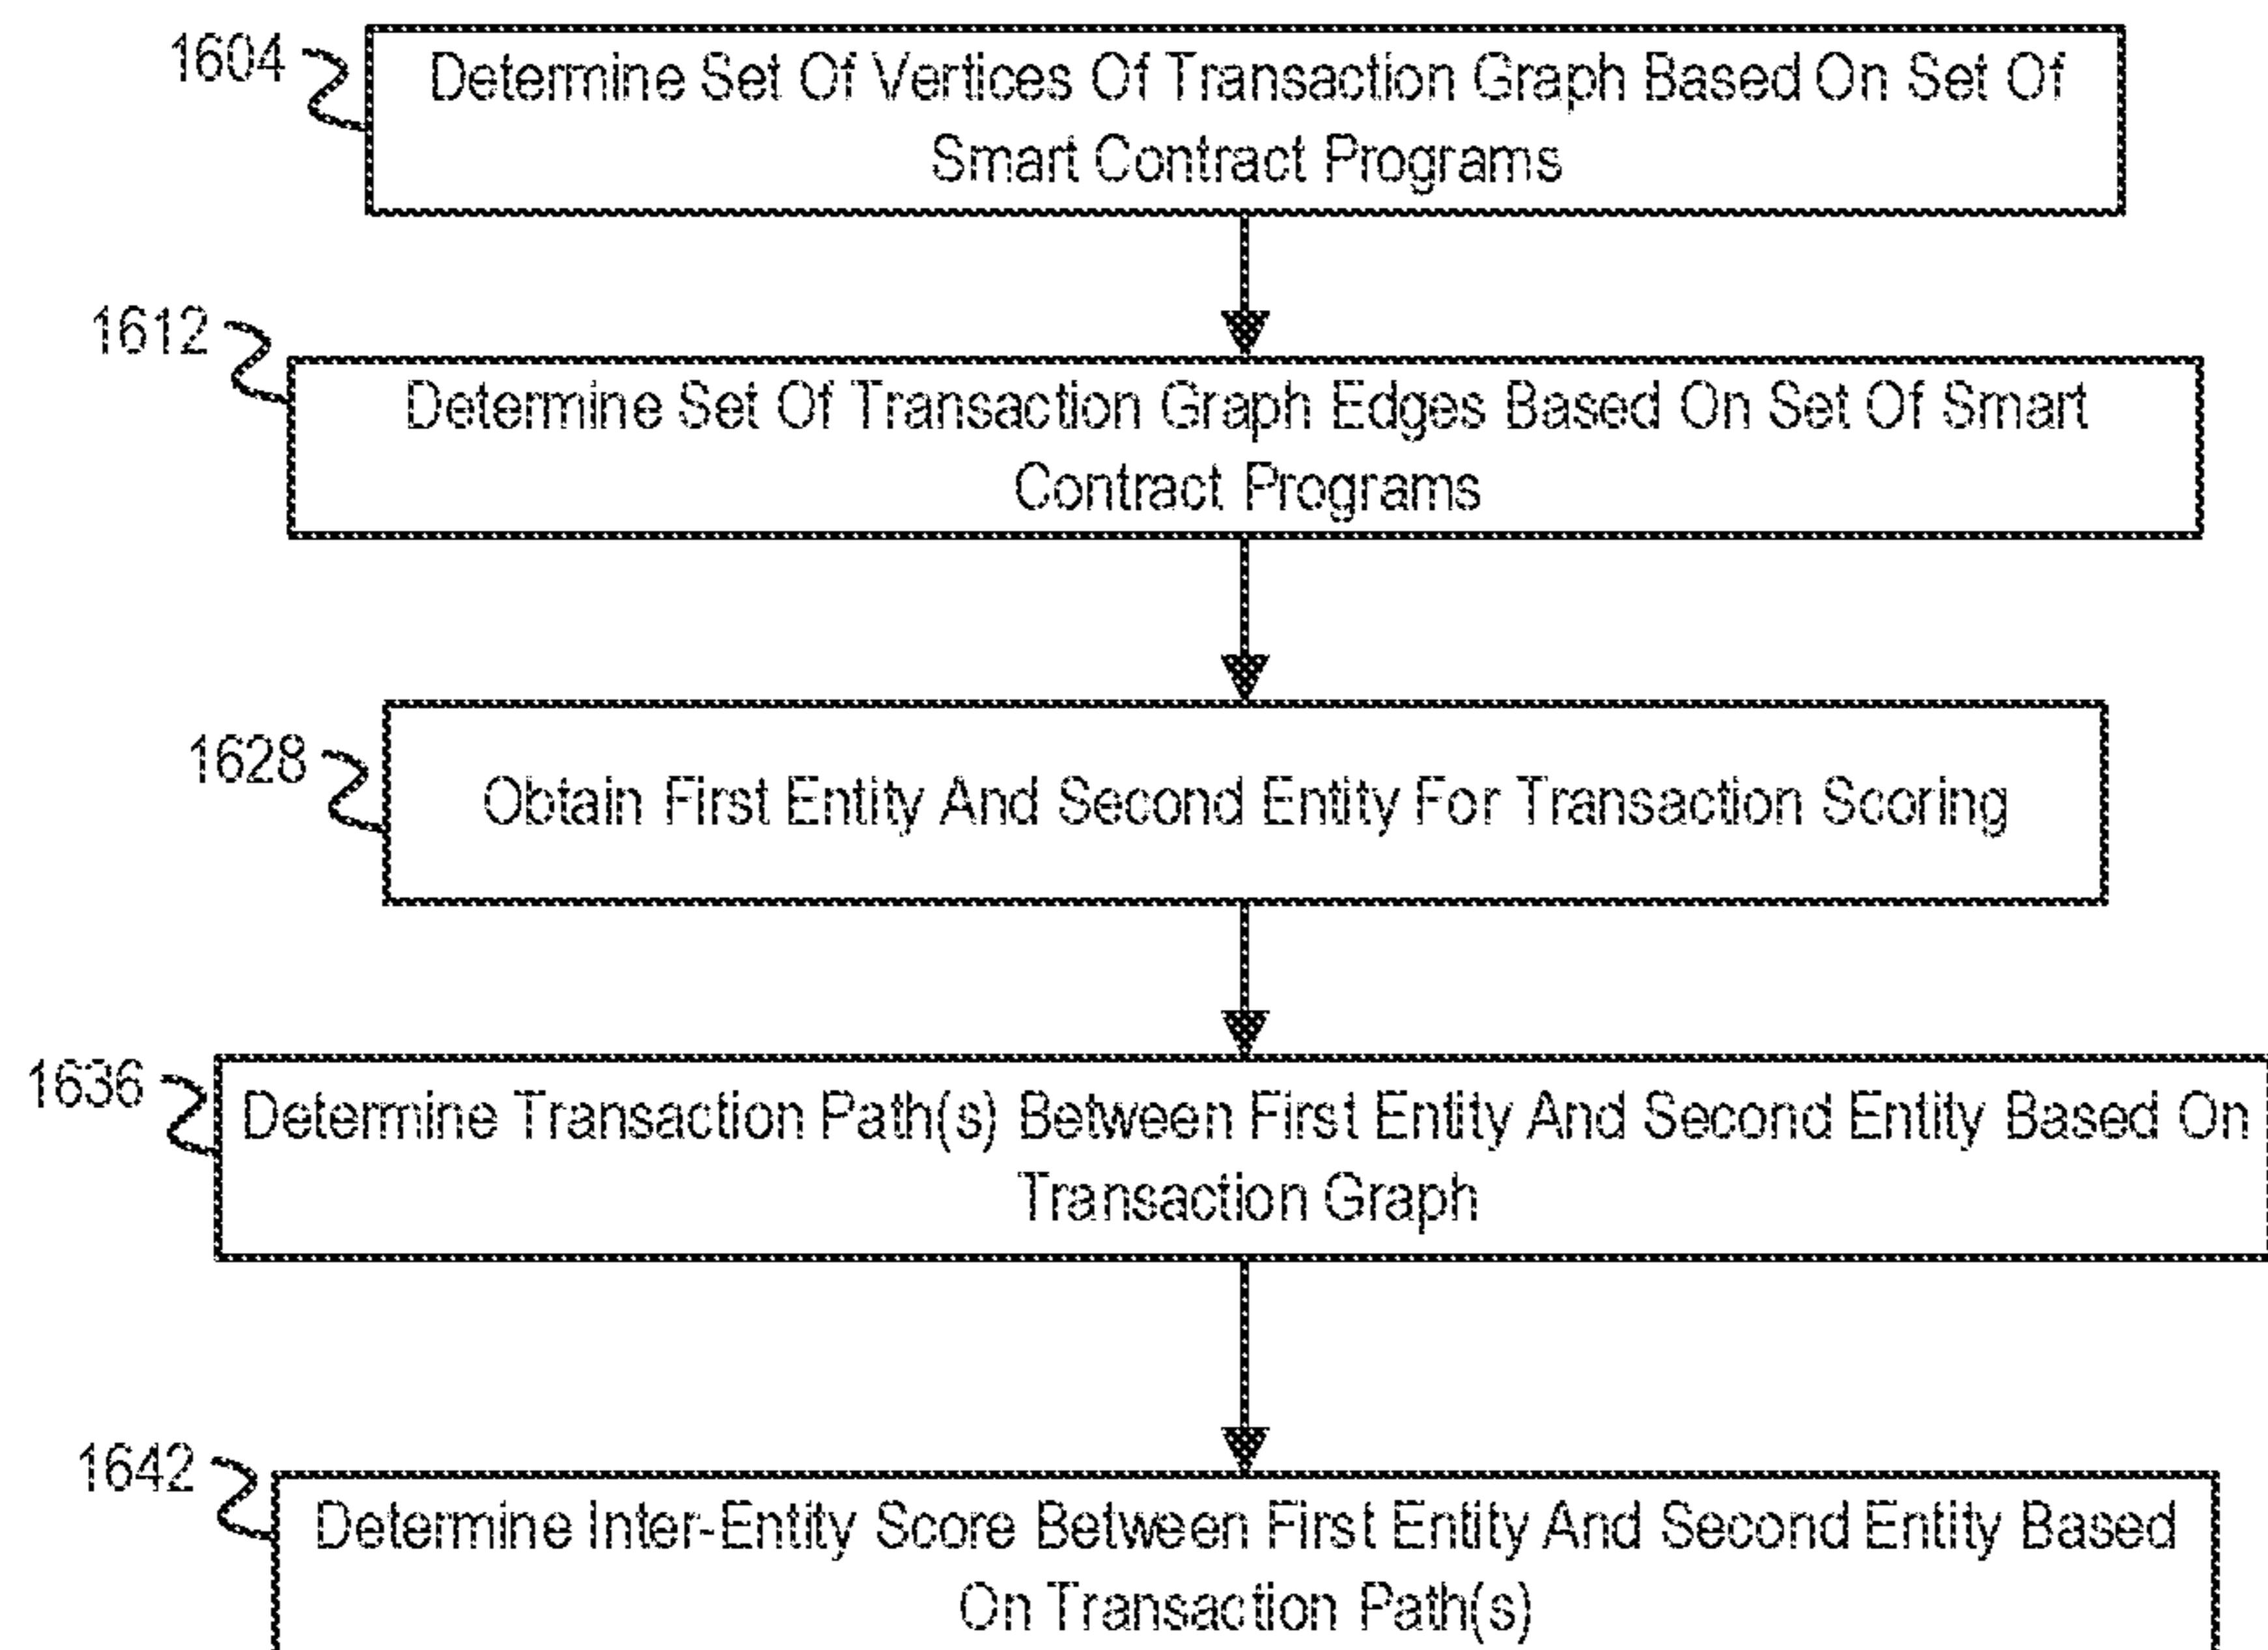 1604
Determine Set Of Vertices Of Transaction Graph Based On Set Of
Smart Contract Programs
1612
Determine Set Of Transaction Graph Edges Based On Set Of Smart
Contract Programs
1628
Obtain First Entity And Second Entity For Transaction Scoring
1636
Determine Transaction Path(s) Between First Entity And Second Entity Based On
Transaction Graph
1642
Determine Inter-Entity Score Between First Entity And Second Entity Based
On Transaction Path(s)